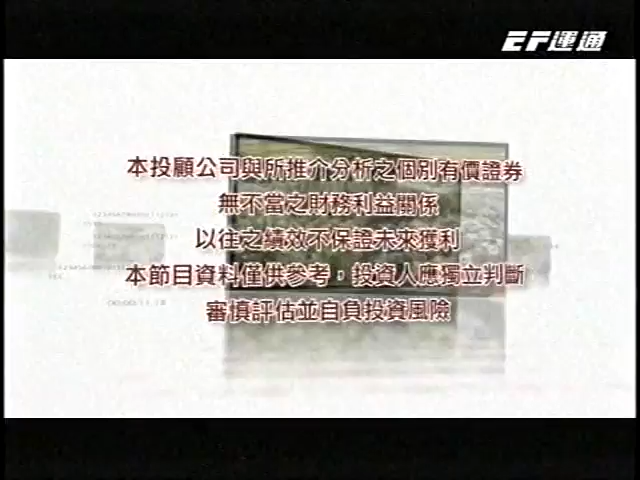 EF運通
本投顧公司與所推介分析之個別有價證券
無不當之財務利益關係
以往之績效不保證未來獲利
本節目資料僅供參考，投資人應獨立判斷
審慎評估並自負投資風險